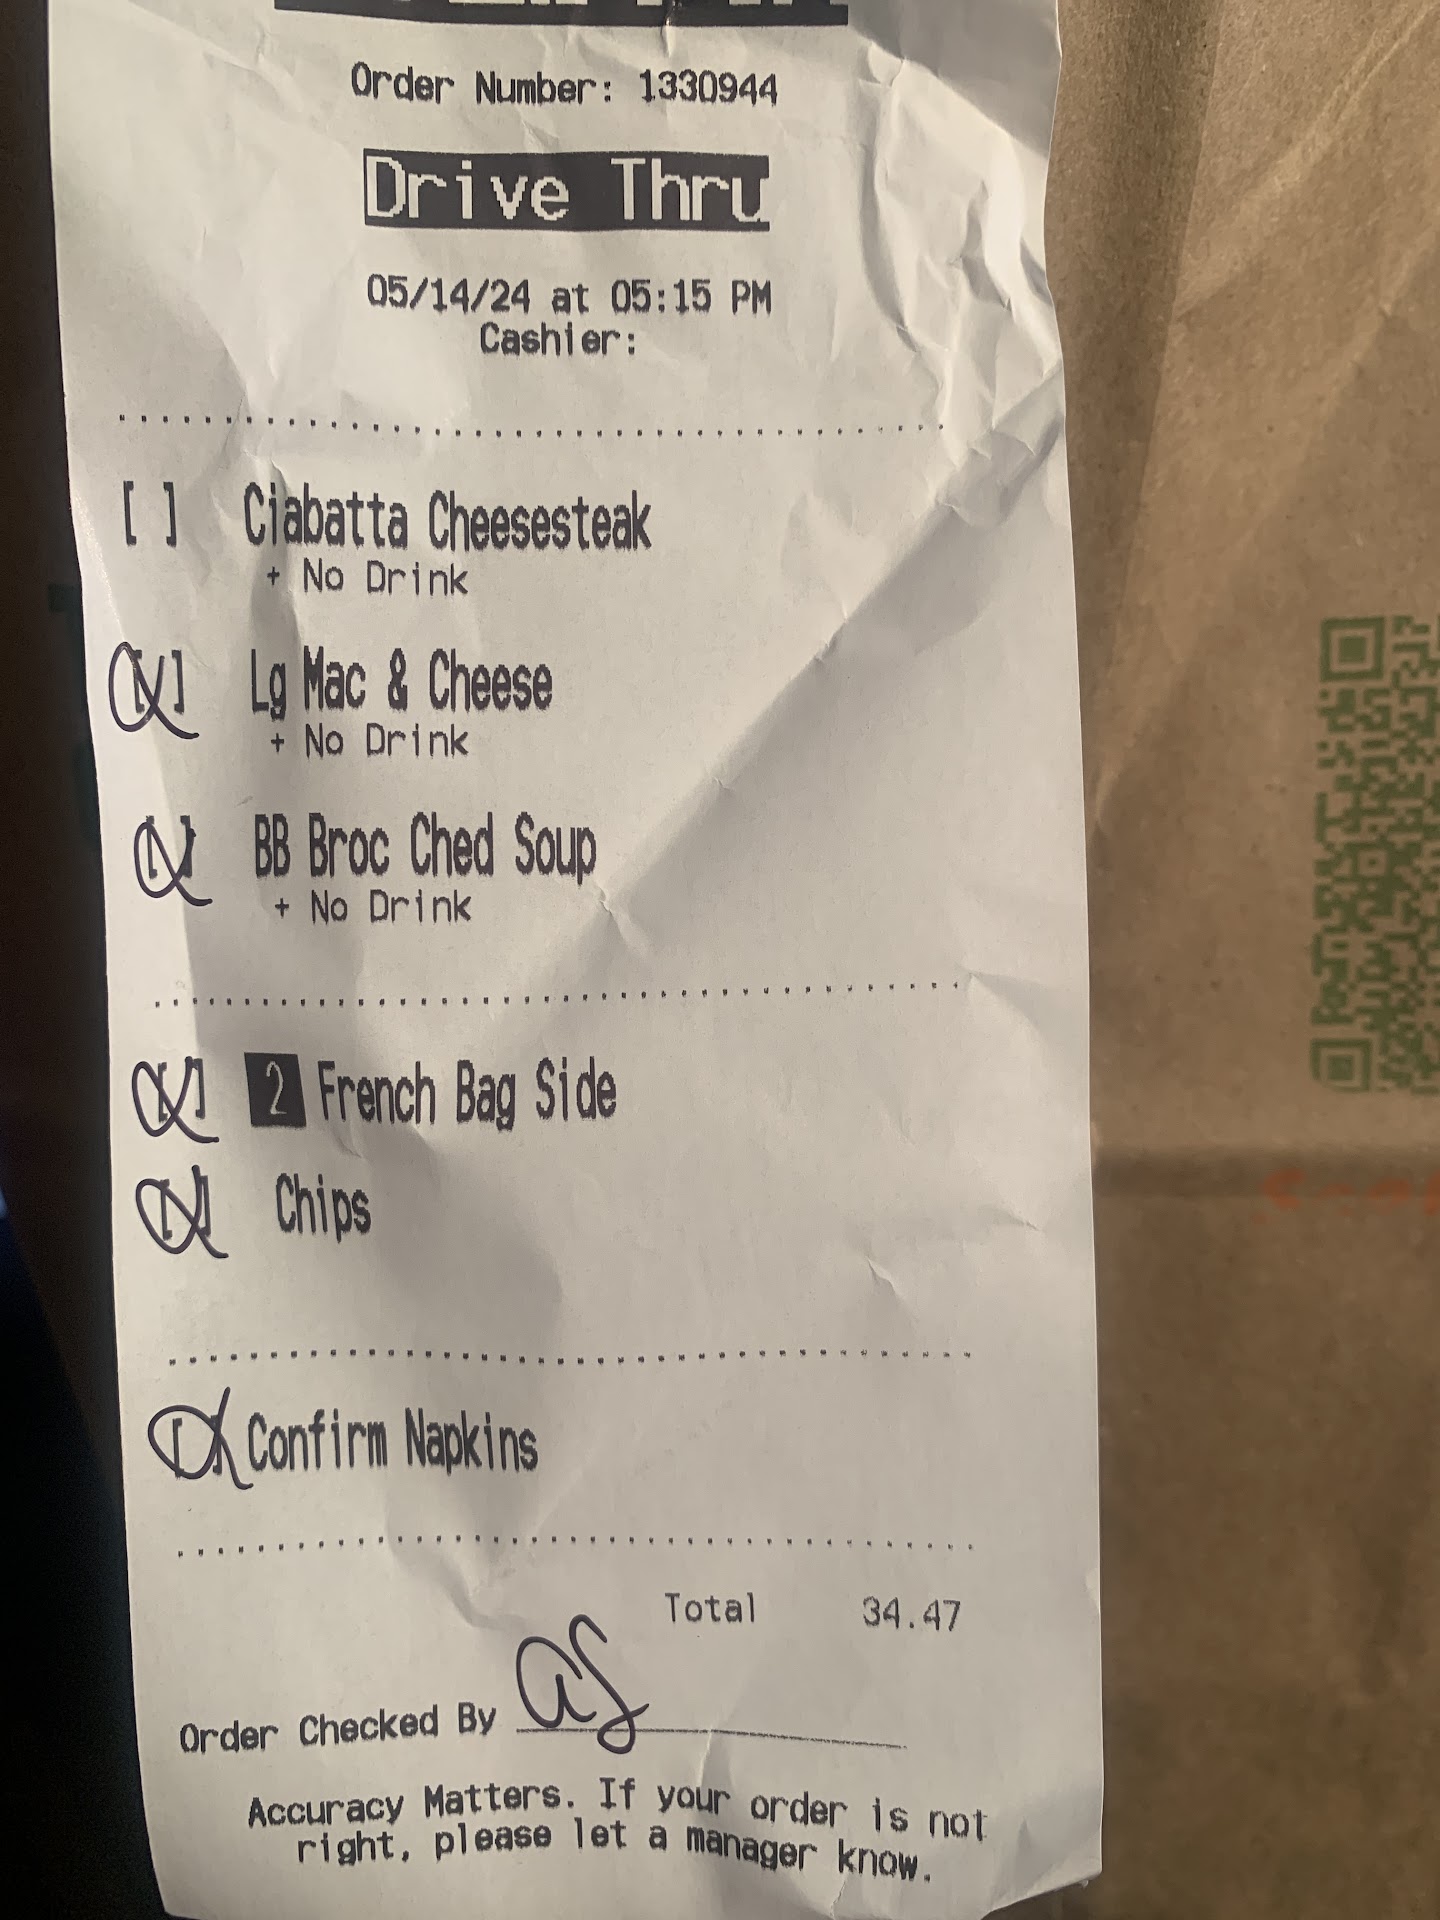 Order Number: 1330944
Drive Thru
05/14/24 at 05:15 PM
Cashier:
[ ] Ciabatta Cheesesteak
+ No Drink
[ ] Lg Mac & Cheese
+ No Drink
[ ] BB Broc Ched Soup
+ No Drink
[ ] 2 French Bag Side
[ ] Chips
[ ] Confirm Napkins
Total 34.47
Order Checked By as
Accuracy Matters. If your order is not
right, please let a manager know.